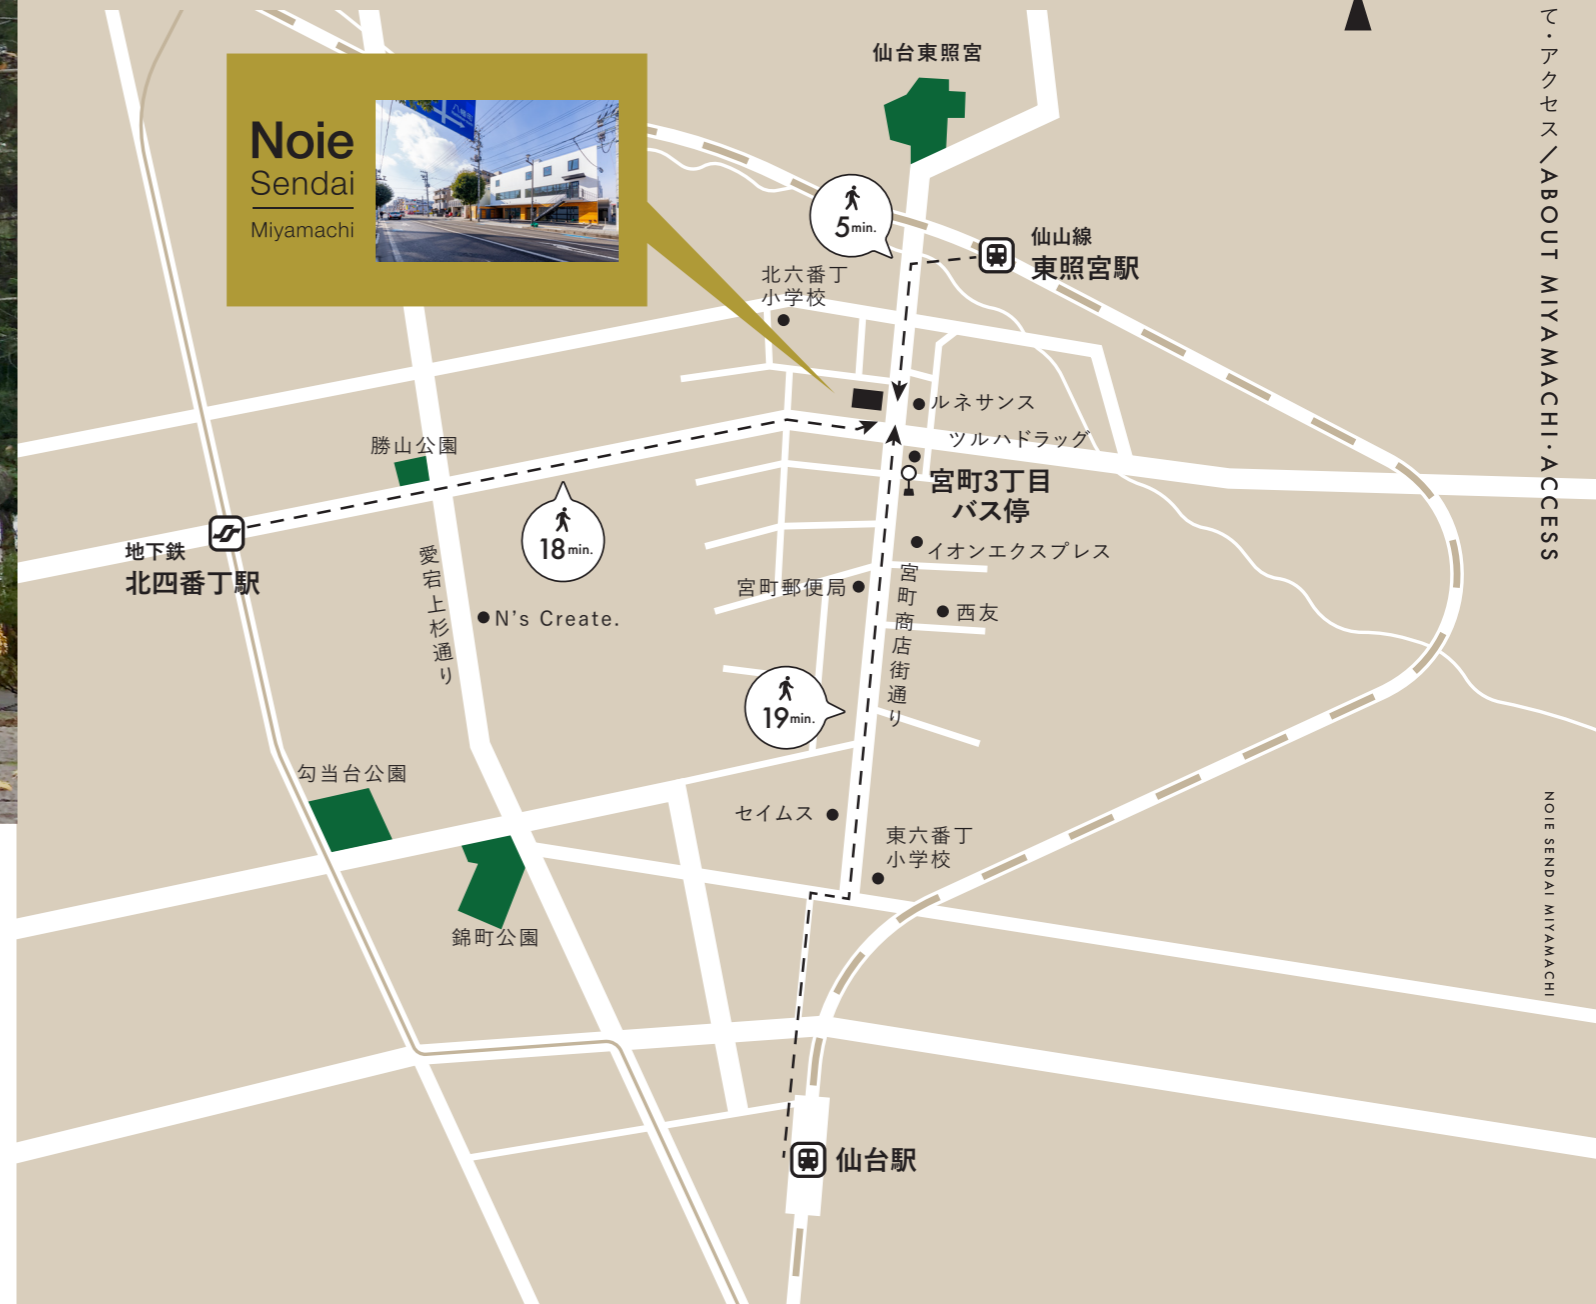 仙台東照宮
Noie
Sendai
Miyamachi
5min.
仙山線
東照宮駅
北六番丁
小学校
ルネサンス
ツルハドラッグ
勝山公園
宮町3丁目
バス停
18min.
地下鉄
北四番丁駅
イオンエクスプレス
愛宕上杉通り
宮町郵便局
宮町商店街通り
西友
N's Create.
19min.
勾当台公園
セイムス
東六番丁
小学校
錦町公園
仙台駅
て・アクセス/ABOUT MIYAMACHI・ACCESS
NOIE SENDAI MIYAMACHI